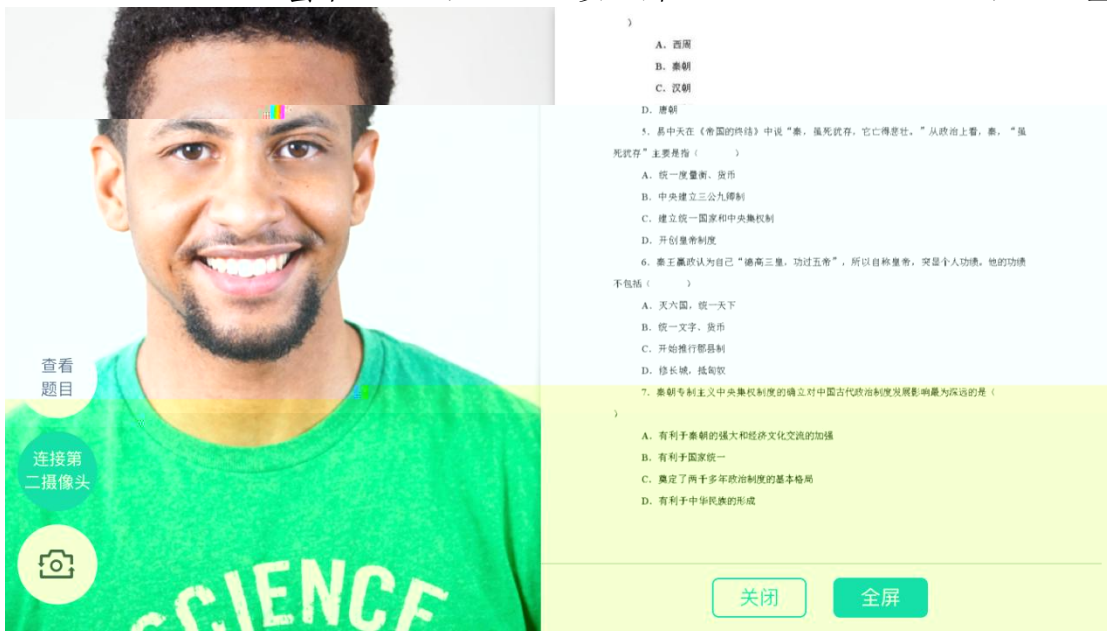 查看
题目
连接第
二摄像头
SCIENCE
)
A、西周
B、秦朝
C、汉朝
D、唐朝
5、易中天在《帝国的终结》中说“秦，虽死犹存，它亡得悲壮。”从政治上看，秦，“虽
死犹存”主要是指（ ）
A、统一度量衡、货币
B、中央建立三公九卿制
C、建立统一国家和中央集权制
D、开创皇帝制度
6、秦王嬴政认为自己“德高三皇，功过五帝”，所以自称皇帝，突显个人功绩，他的功绩
不包括（ ）
A、灭六国，统一天下
B、统一文字、货币
C、开始推行郡县制
D、修长城，抵匈奴
7、秦朝专制主义中央集权制度的确立对中国古代政治制度发展影响最为深远的是（
)
A、有利于秦朝的强大和经济文化交流的加强
B、有利于国家统一
C、奠定了两千多年政治制度的基本格局
D、有利于中华民族的形成
关闭
全屏